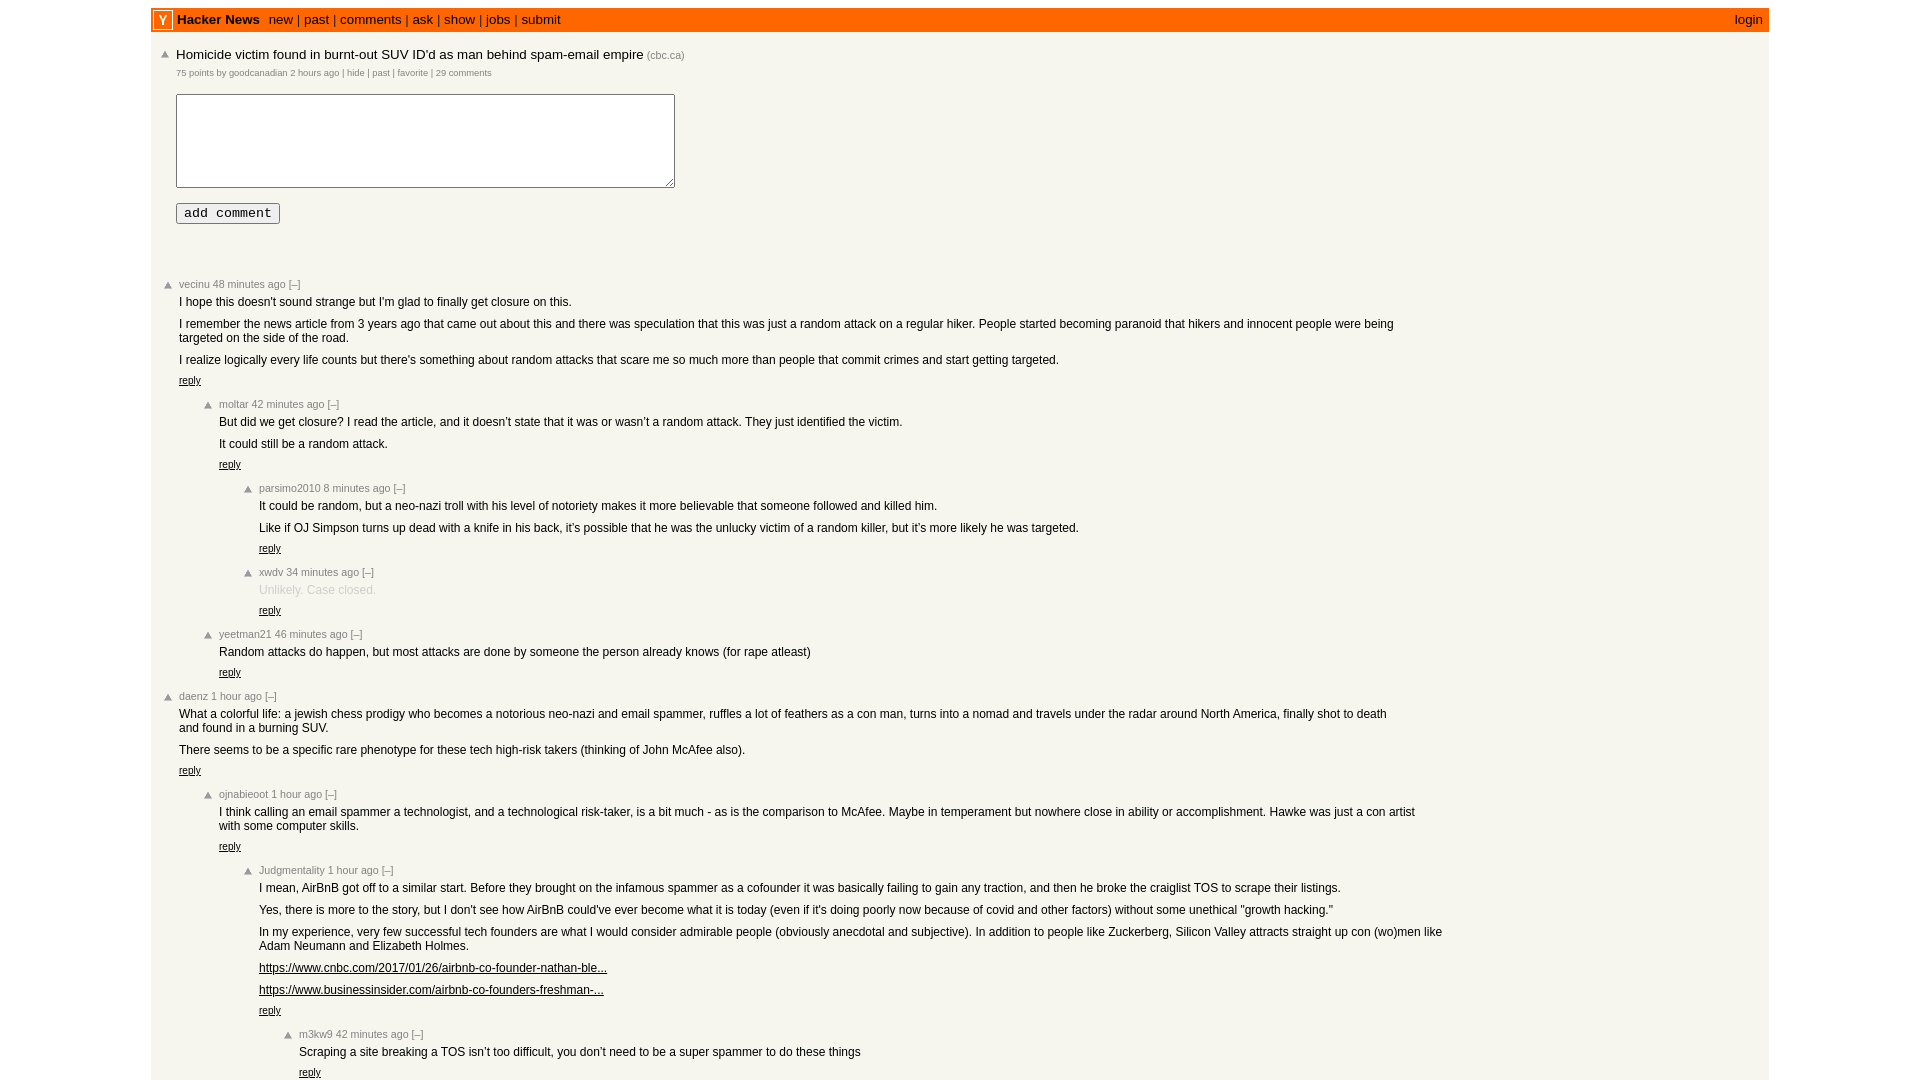 Y Hacker News new | past | comments | ask | show | jobs | submit login
Homicide victim found in burnt-out SUV ID'd as man behind spam-email empire (cbc.ca)
75 points by goodcanadian 2 hours ago | hide | past | favorite | 29 comments
add comment
vecinu 48 minutes ago [–]
I hope this doesn't sound strange but I'm glad to finally get closure on this.
I remember the news article from 3 years ago that came out about this and there was speculation that this was just a random attack on a regular hiker. People started becoming paranoid that hikers and innocent people were being
targeted on the side of the road.
I realize logically every life counts but there's something about random attacks that scare me so much more than people that commit crimes and start getting targeted.
reply
moltar 42 minutes ago [–]
But did we get closure? I read the article, and it doesn’t state that it was or wasn’t a random attack. They just identified the victim.
It could still be a random attack.
reply
parsimo2010 8 minutes ago [–]
It could be random, but a neo-nazi troll with his level of notoriety makes it more believable that someone followed and killed him.
Like if OJ Simpson turns up dead with a knife in his back, it’s possible that he was the unlucky victim of a random killer, but it’s more likely he was targeted.
reply
xwdv 34 minutes ago [–]
Unlikely. Case closed.
reply
yeetman21 46 minutes ago [–]
Random attacks do happen, but most attacks are done by someone the person already knows (for rape atleast)
reply
daenz 1 hour ago [–]
What a colorful life: a jewish chess prodigy who becomes a notorious neo-nazi and email spammer, ruffles a lot of feathers as a con man, turns into a nomad and travels under the radar around North America, finally shot to death
and found in a burning SUV.
There seems to be a specific rare phenotype for these tech high-risk takers (thinking of John McAfee also).
reply
ojnabieoot 1 hour ago [–]
I think calling an email spammer a technologist, and a technological risk-taker, is a bit much - as is the comparison to McAfee. Maybe in temperament but nowhere close in ability or accomplishment. Hawke was just a con artist
with some computer skills.
reply
Judgmentality 1 hour ago [–]
I mean, AirBnB got off to a similar start. Before they brought on the infamous spammer as a cofounder it was basically failing to gain any traction, and then he broke the craiglist TOS to scrape their listings.
Yes, there is more to the story, but I don't see how AirBnB could've ever become what it is today (even if it's doing poorly now because of covid and other factors) without some unethical "growth hacking."
In my experience, very few successful tech founders are what I would consider admirable people (obviously anecdotal and subjective). In addition to people like Zuckerberg, Silicon Valley attracts straight up con (wo)men like
Adam Neumann and Elizabeth Holmes.
https://www.cnbc.com/2017/01/26/airbnb-co-founder-nathan-ble...
https://www.businessinsider.com/airbnb-co-founders-freshman-...
reply
m3kw9 42 minutes ago [–]
Scraping a site breaking a TOS isn’t too difficult, you don’t need to be a super spammer to do these things
reply